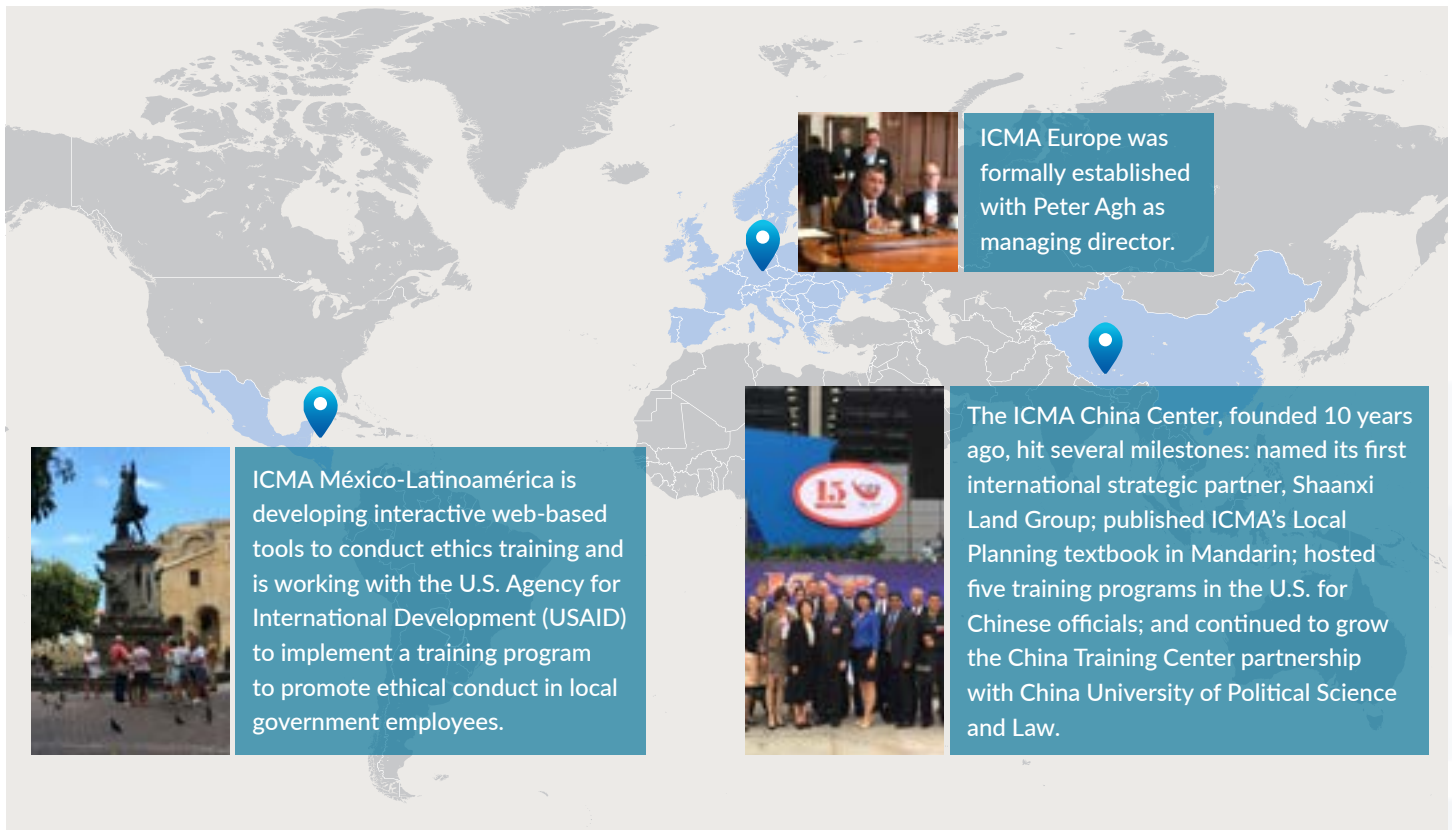 ICMA Europe was
formally established
with Peter Agh as
managing director.
ICMA México-Latinoamérica is
developing interactive web-based
tools to conduct ethics training and
is working with the U.S. Agency for
International Development (USAID)
to implement a training program
to promote ethical conduct in local
government employees.
15
The ICMA China Center, founded 10 years
ago, hit several milestones: named its first
international strategic partner, Shaanxi
Land Group; published ICMA's Local
Planning textbook in Mandarin; hosted
five training programs in the U.S. for
Chinese officials; and continued to grow
the China Training Center partnership
with China University of Political Science
and Law.